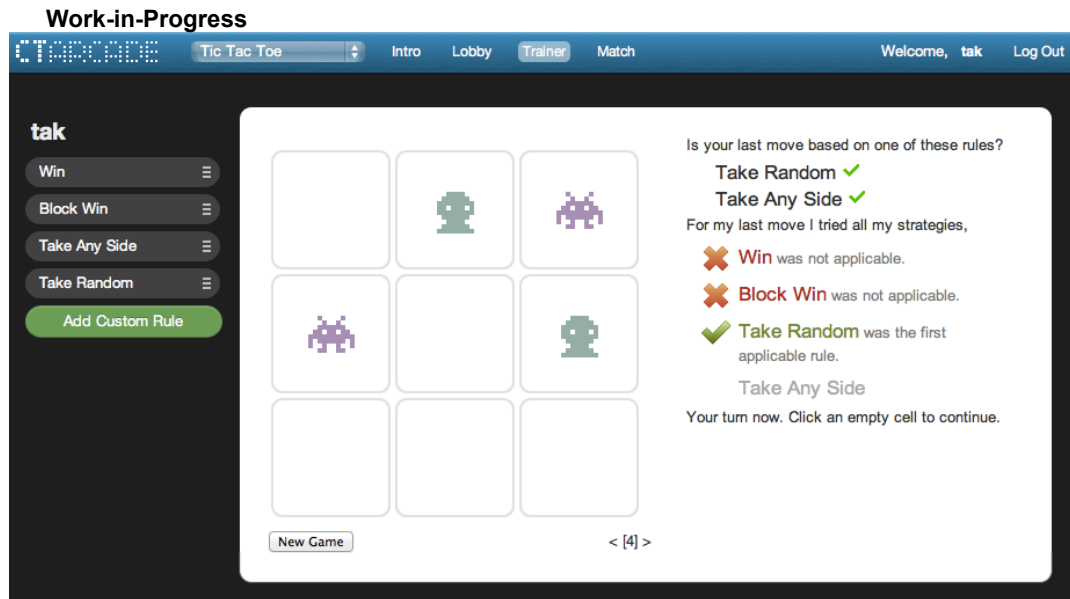 Work-in-Progress
CTARCADE Tic Tac Toe Intro Lobby Trainer Match Welcome, tak Log Out
tak
Win
Block Win
Take Any Side
Take Random
Add Custom Rule
Is your last move based on one of these rules?
Take Random
Take Any Side
For my last move I tried all my strategies,
Win was not applicable.
Block Win was not applicable.
Take Random was the first
applicable rule.
Take Any Side
Your turn now. Click an empty cell to continue.
New Game < [4] >